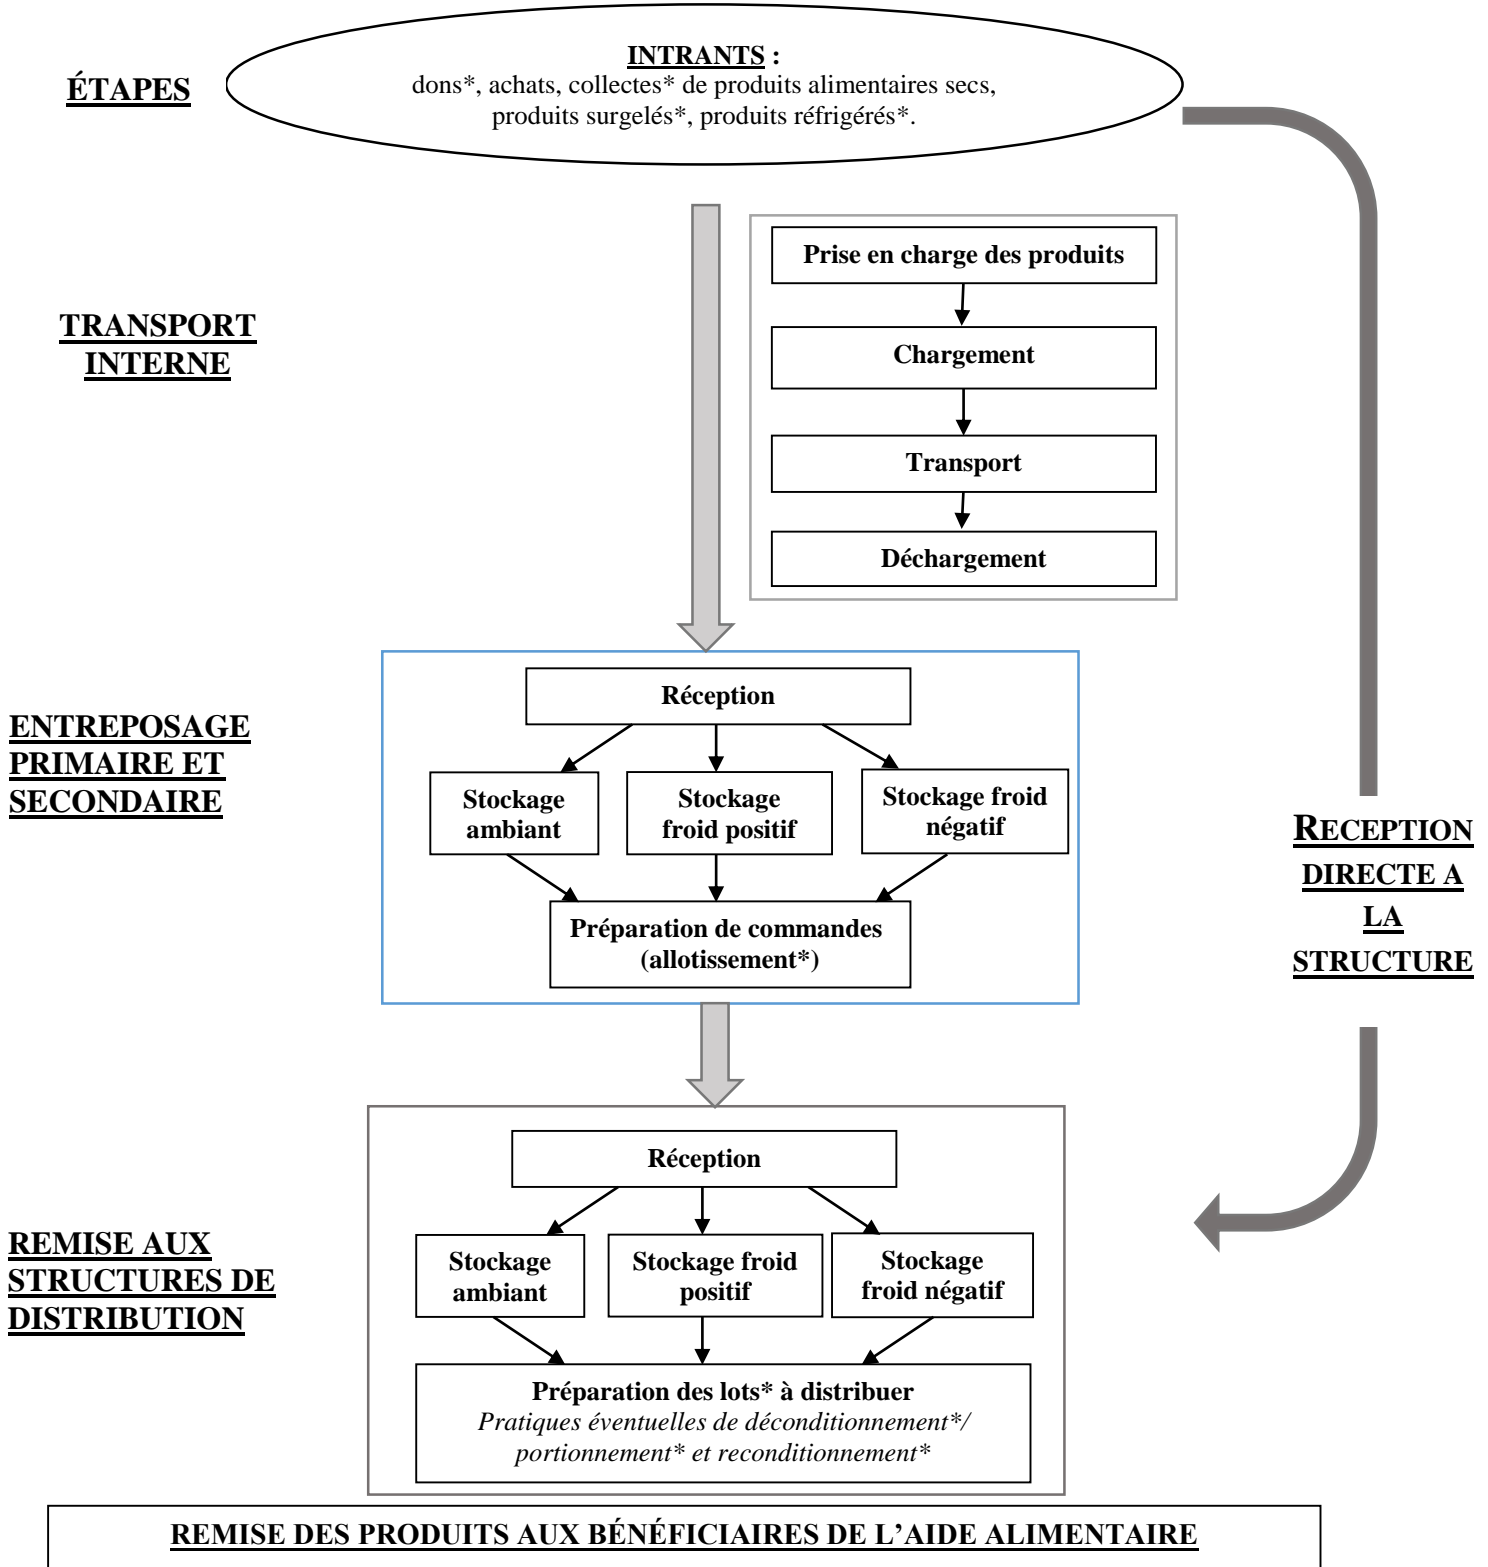 ÉTAPES
INTRANTS :
dons*, achats, collectes* de produits alimentaires secs,
produits surgelés*, produits réfrigérés*.
TRANSPORT
INTERNE
Prise en charge des produits
Chargement
Transport
Déchargement
ENTREPOSAGE
PRIMAIRE ET
SECONDAIRE
Réception
Stockage
ambiant
Stockage
froid positif
Stockage froid
négatif
Préparation de commandes
(allotissement*)
RECEPTION
DIRECTE A
LA
STRUCTURE
REMISE AUX
STRUCTURES DE
DISTRIBUTION
Réception
Stockage
ambiant
Stockage froid
positif
Stockage
froid négatif
Préparation des lots* à distribuer
Pratiques éventuelles de déconditionnement*/
portionnement* et reconditionnement*
REMISE DES PRODUITS AUX BÉNÉFICIAIRES DE L’AIDE ALIMENTAIRE